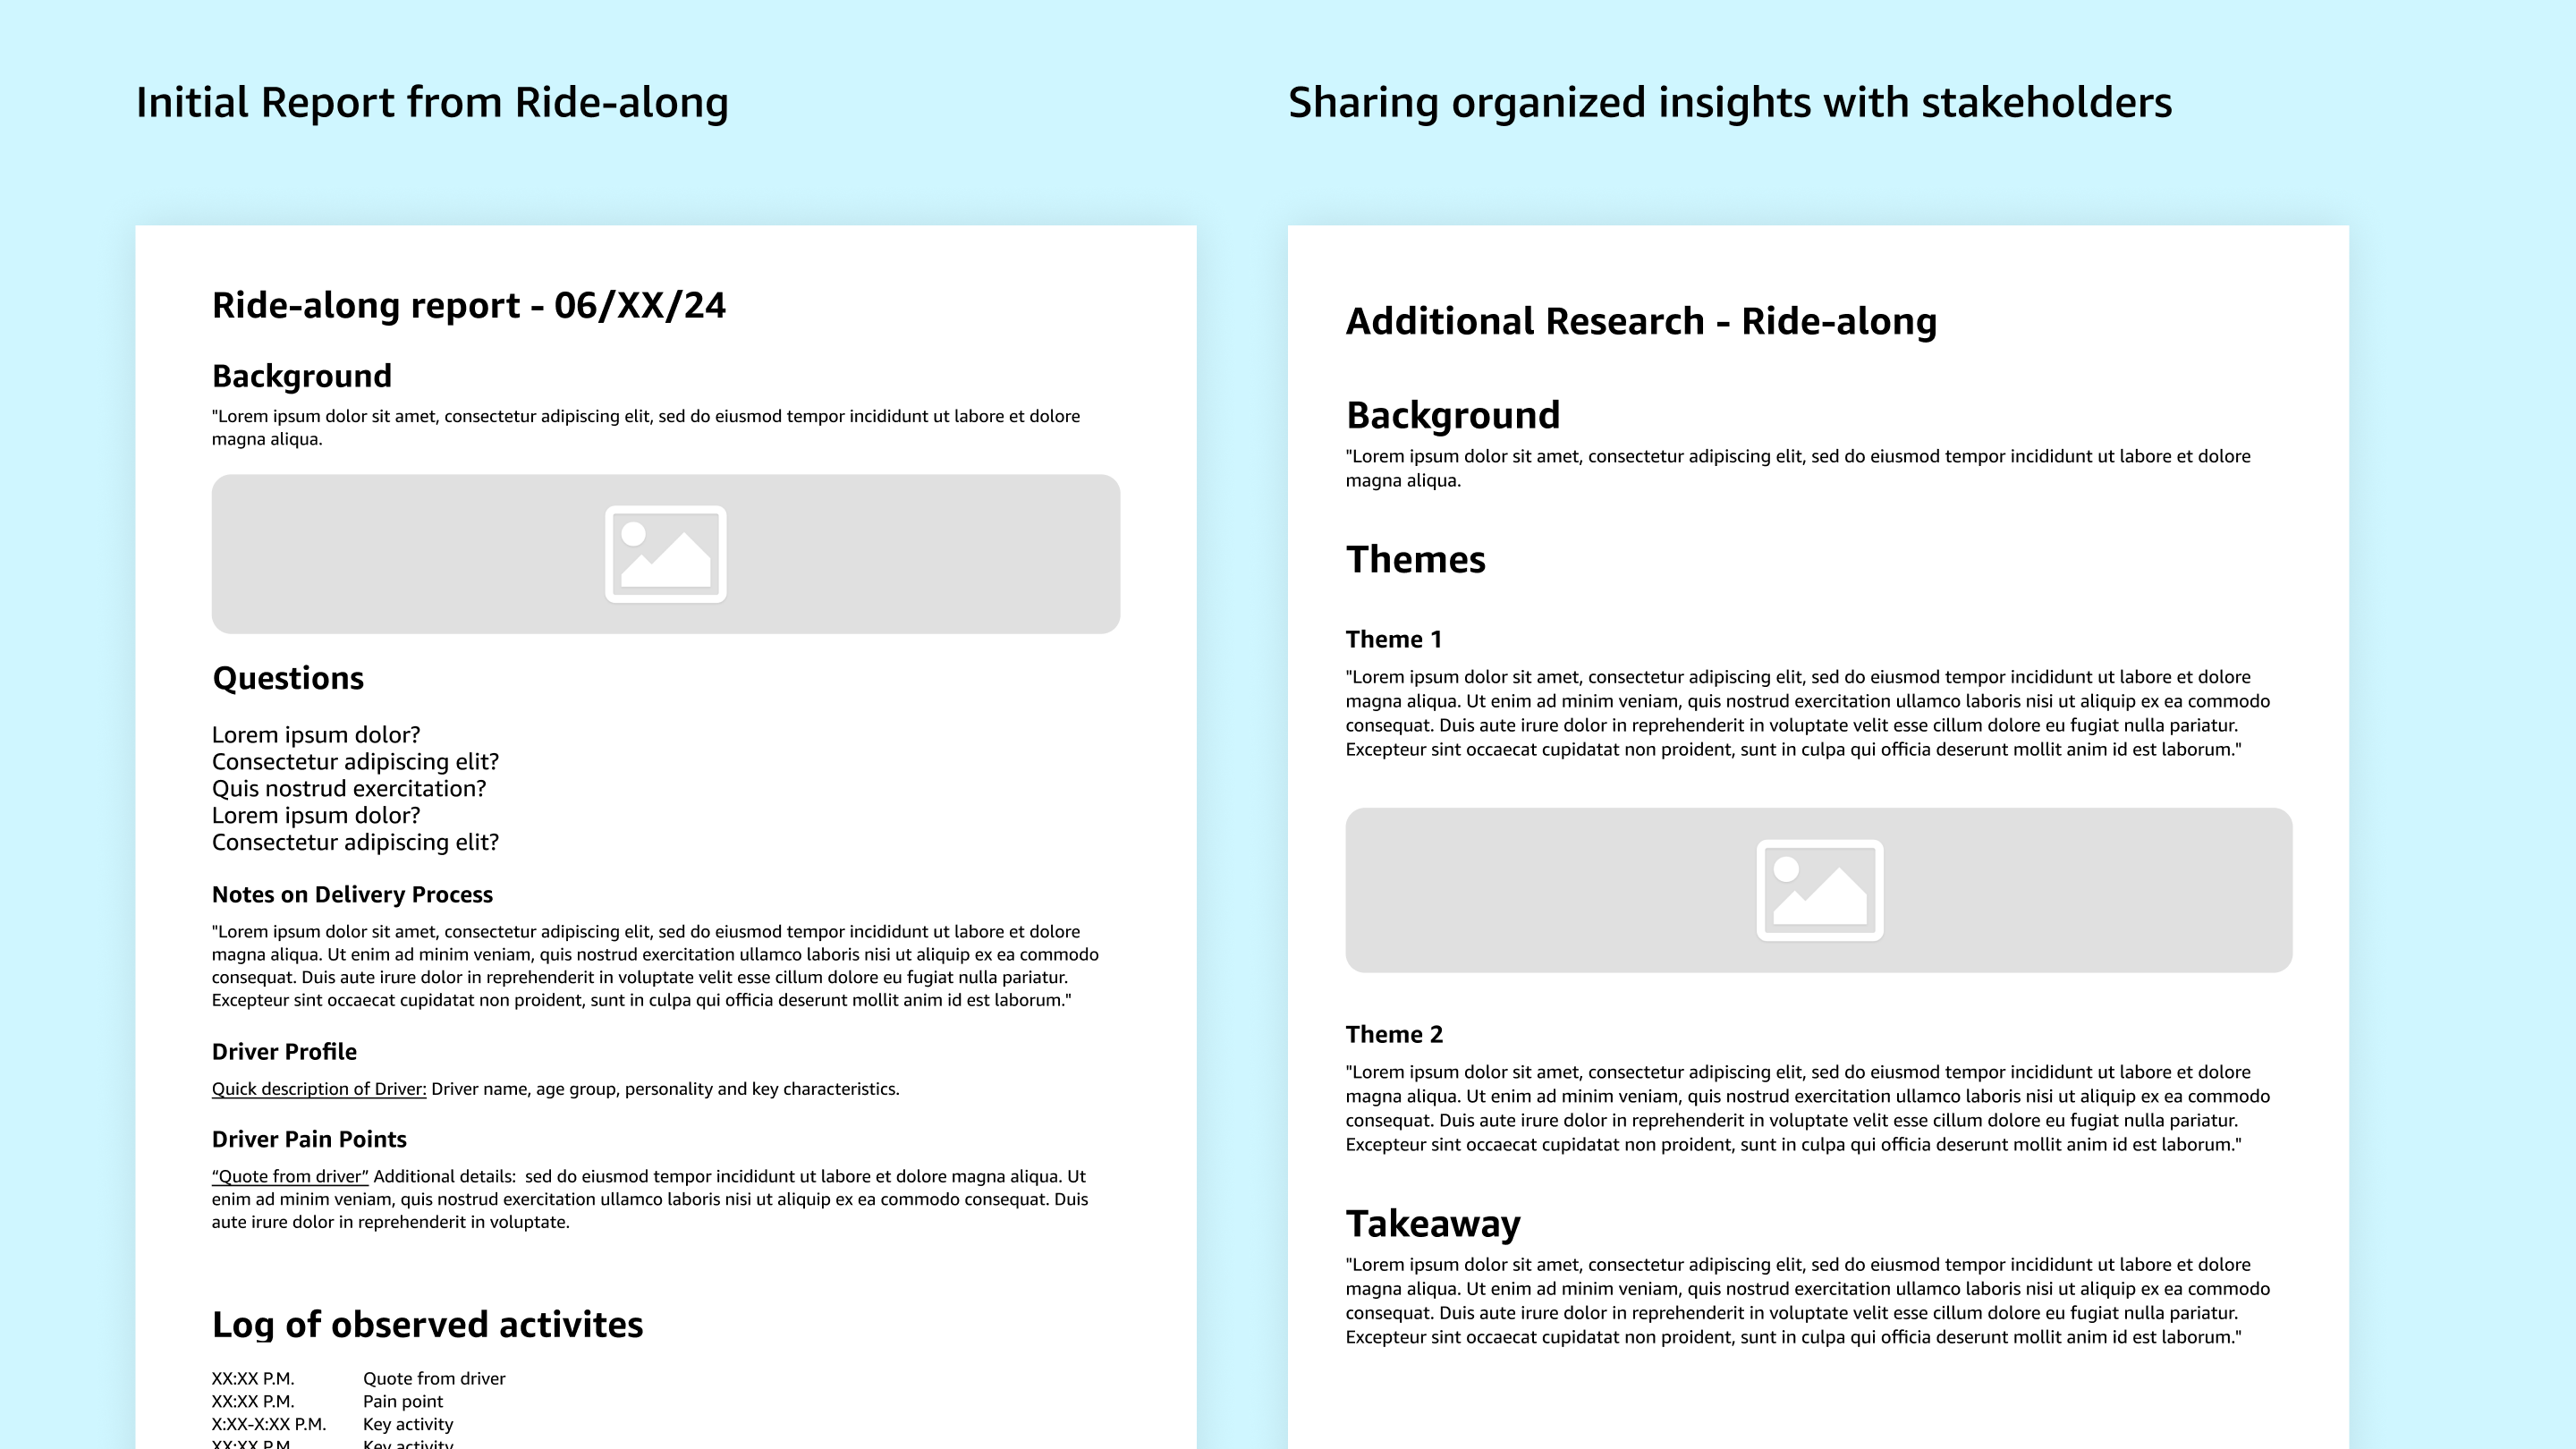 Initial Report from Ride-along
Ride-along report - 06/XX/24
Background
"Lorem ipsum dolor sit amet, consectetur adipiscing elit, sed do eiusmod tempor incididunt ut labore et dolore
magna aliqua.
Questions
Lorem ipsum dolor?
Consectetur adipiscing elit?
Quis nostrud exercitation?
Lorem ipsum dolor?
Consectetur adipiscing elit?
Notes on Delivery Process
"Lorem ipsum dolor sit amet, consectetur adipiscing elit, sed do eiusmod tempor incididunt ut labore et dolore
magna aliqua. Ut enim ad minim veniam, quis nostrud exercitation ullamco laboris nisi ut aliquip ex ea commodo
consequat. Duis aute irure dolor in reprehenderit in voluptate velit esse cillum dolore eu fugiat nulla pariatur.
Excepteur sint occaecat cupidatat non proident, sunt in culpa qui officia deserunt mollit anim id est laborum."
Driver Profile
Quick description of Driver: Driver name, age group, personality and key characteristics.
Driver Pain Points
“Quote from driver” Additional details:  sed do eiusmod tempor incididunt ut labore et dolore magna aliqua. Ut
enim ad minim veniam, quis nostrud exercitation ullamco laboris nisi ut aliquip ex ea commodo consequat. Duis
aute irure dolor in reprehenderit in voluptate.
Log of observed activites
XX:XX P.M. Quote from driver
XX:XX P.M. Pain point
X:XX-X:XX P.M. Key activity
XX:XX P.M. Key activity
Sharing organized insights with stakeholders
Additional Research - Ride-along
Background
"Lorem ipsum dolor sit amet, consectetur adipiscing elit, sed do eiusmod tempor incididunt ut labore et dolore
magna aliqua.
Themes
Theme 1
"Lorem ipsum dolor sit amet, consectetur adipiscing elit, sed do eiusmod tempor incididunt ut labore et dolore
magna aliqua. Ut enim ad minim veniam, quis nostrud exercitation ullamco laboris nisi ut aliquip ex ea commodo
consequat. Duis aute irure dolor in reprehenderit in voluptate velit esse cillum dolore eu fugiat nulla pariatur.
Excepteur sint occaecat cupidatat non proident, sunt in culpa qui officia deserunt mollit anim id est laborum."
Theme 2
"Lorem ipsum dolor sit amet, consectetur adipiscing elit, sed do eiusmod tempor incididunt ut labore et dolore
magna aliqua. Ut enim ad minim veniam, quis nostrud exercitation ullamco laboris nisi ut aliquip ex ea commodo
consequat. Duis aute irure dolor in reprehenderit in voluptate velit esse cillum dolore eu fugiat nulla pariatur.
Excepteur sint occaecat cupidatat non proident, sunt in culpa qui officia deserunt mollit anim id est laborum."
Takeaway
"Lorem ipsum dolor sit amet, consectetur adipiscing elit, sed do eiusmod tempor incididunt ut labore et dolore
magna aliqua. Ut enim ad minim veniam, quis nostrud exercitation ullamco laboris nisi ut aliquip ex ea commodo
consequat. Duis aute irure dolor in reprehenderit in voluptate velit esse cillum dolore eu fugiat nulla pariatur.
Excepteur sint occaecat cupidatat non proident, sunt in culpa qui officia deserunt mollit anim id est laborum."